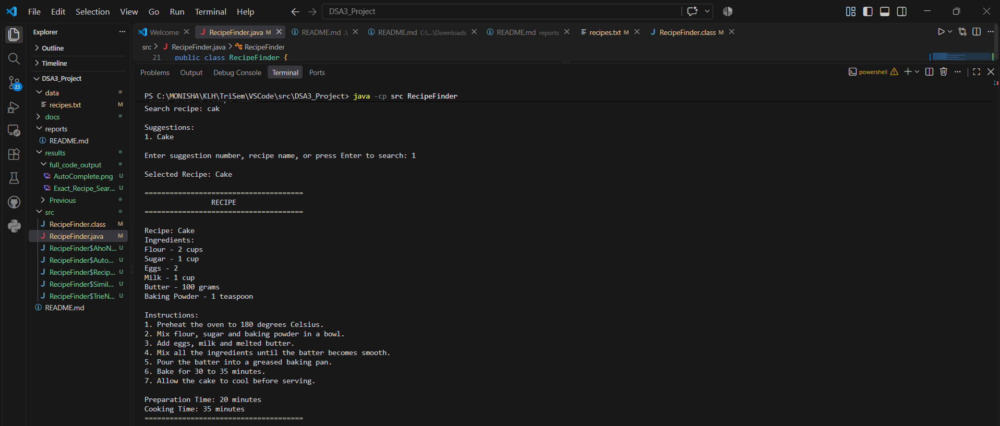 File Edit Selection View Go Run Terminal Help
DSA3_Project
Explorer
Outline
Timeline
DSA3_Project
data
recipes.txt M
docs
reports
README.md
results
full_code_output
AutoComplete.png U
Exact_Recipe_Sear... U
Previous
src
RecipeFinder.class M
RecipeFinder.java M
RecipeFinder$AhoN... U
RecipeFinder$Auto... U
RecipeFinder$Recip... U
RecipeFinder$Simil... U
RecipeFinder$TrieN... U
README.md
23
Welcome
RecipeFinder.java M
README.md .\
README.md C:\...\Downloads
README.md reports
recipes.txt M
RecipeFinder.class M
src > RecipeFinder.java > RecipeFinder
21 public class RecipeFinder {
Problems Output Debug Console Terminal Ports
powershell
PS C:\MONISHA\KLH\TriSem\VSCode\src\DSA3_Project> java -cp src RecipeFinder
Search recipe: cak
Suggestions:
1. Cake
Enter suggestion number, recipe name, or press Enter to search: 1
Selected Recipe: Cake
======================================
RECIPE
======================================
Recipe: Cake
Ingredients:
Flour - 2 cups
Sugar - 1 cup
Eggs - 2
Milk - 1 cup
Butter - 100 grams
Baking Powder - 1 teaspoon
Instructions:
1. Preheat the oven to 180 degrees Celsius.
2. Mix flour, sugar and baking powder in a bowl.
3. Add eggs, milk and melted butter.
4. Mix all the ingredients until the batter becomes smooth.
5. Pour the batter into a greased baking pan.
6. Bake for 30 to 35 minutes.
7. Allow the cake to cool before serving.
Preparation Time: 20 minutes
Cooking Time: 35 minutes
======================================